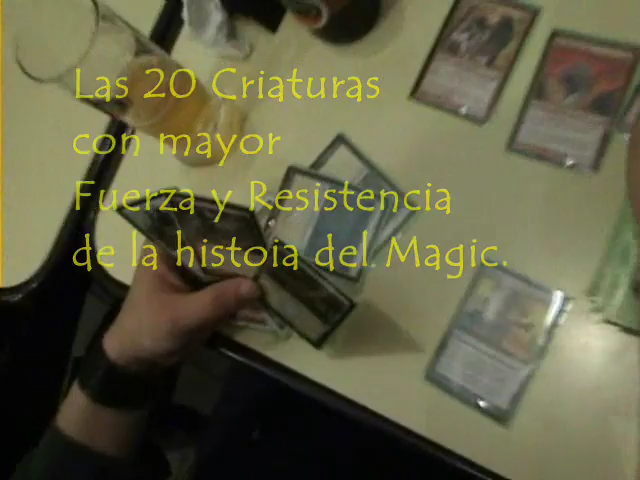 Las 20 Criaturas
con mayor
Fuerza y Resistencia
de la histoia del Magic.